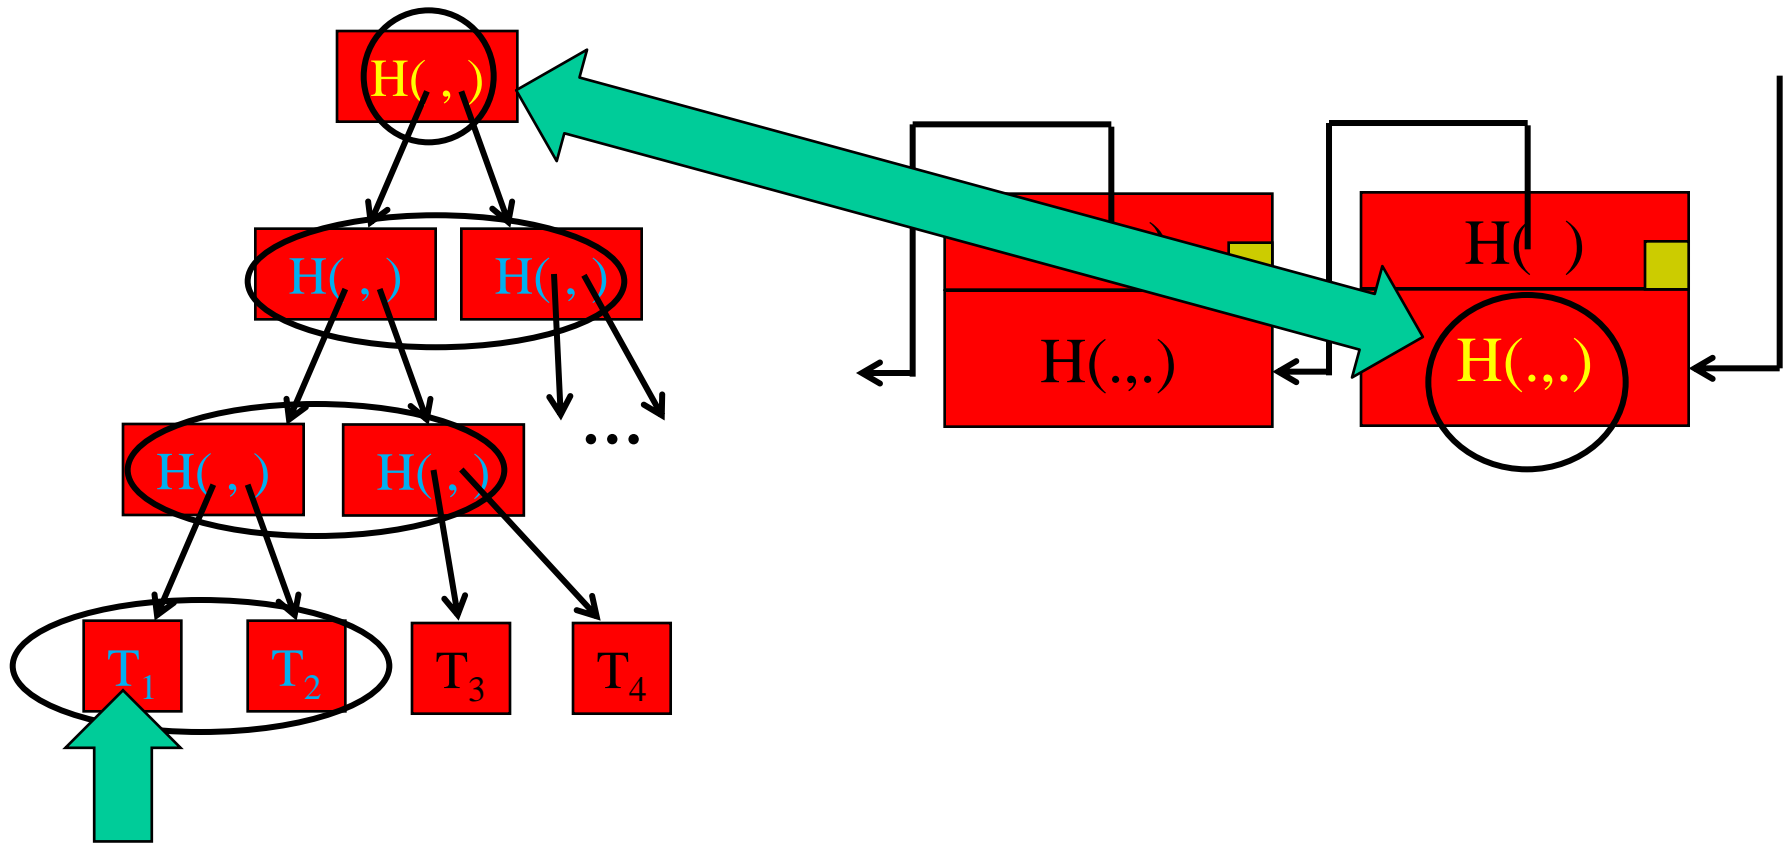 H( , )
H( , ) H( , )
H( , ) H( , )
...
T1 T2 T3 T4
)
H( )
H(.,.) H(.,.)